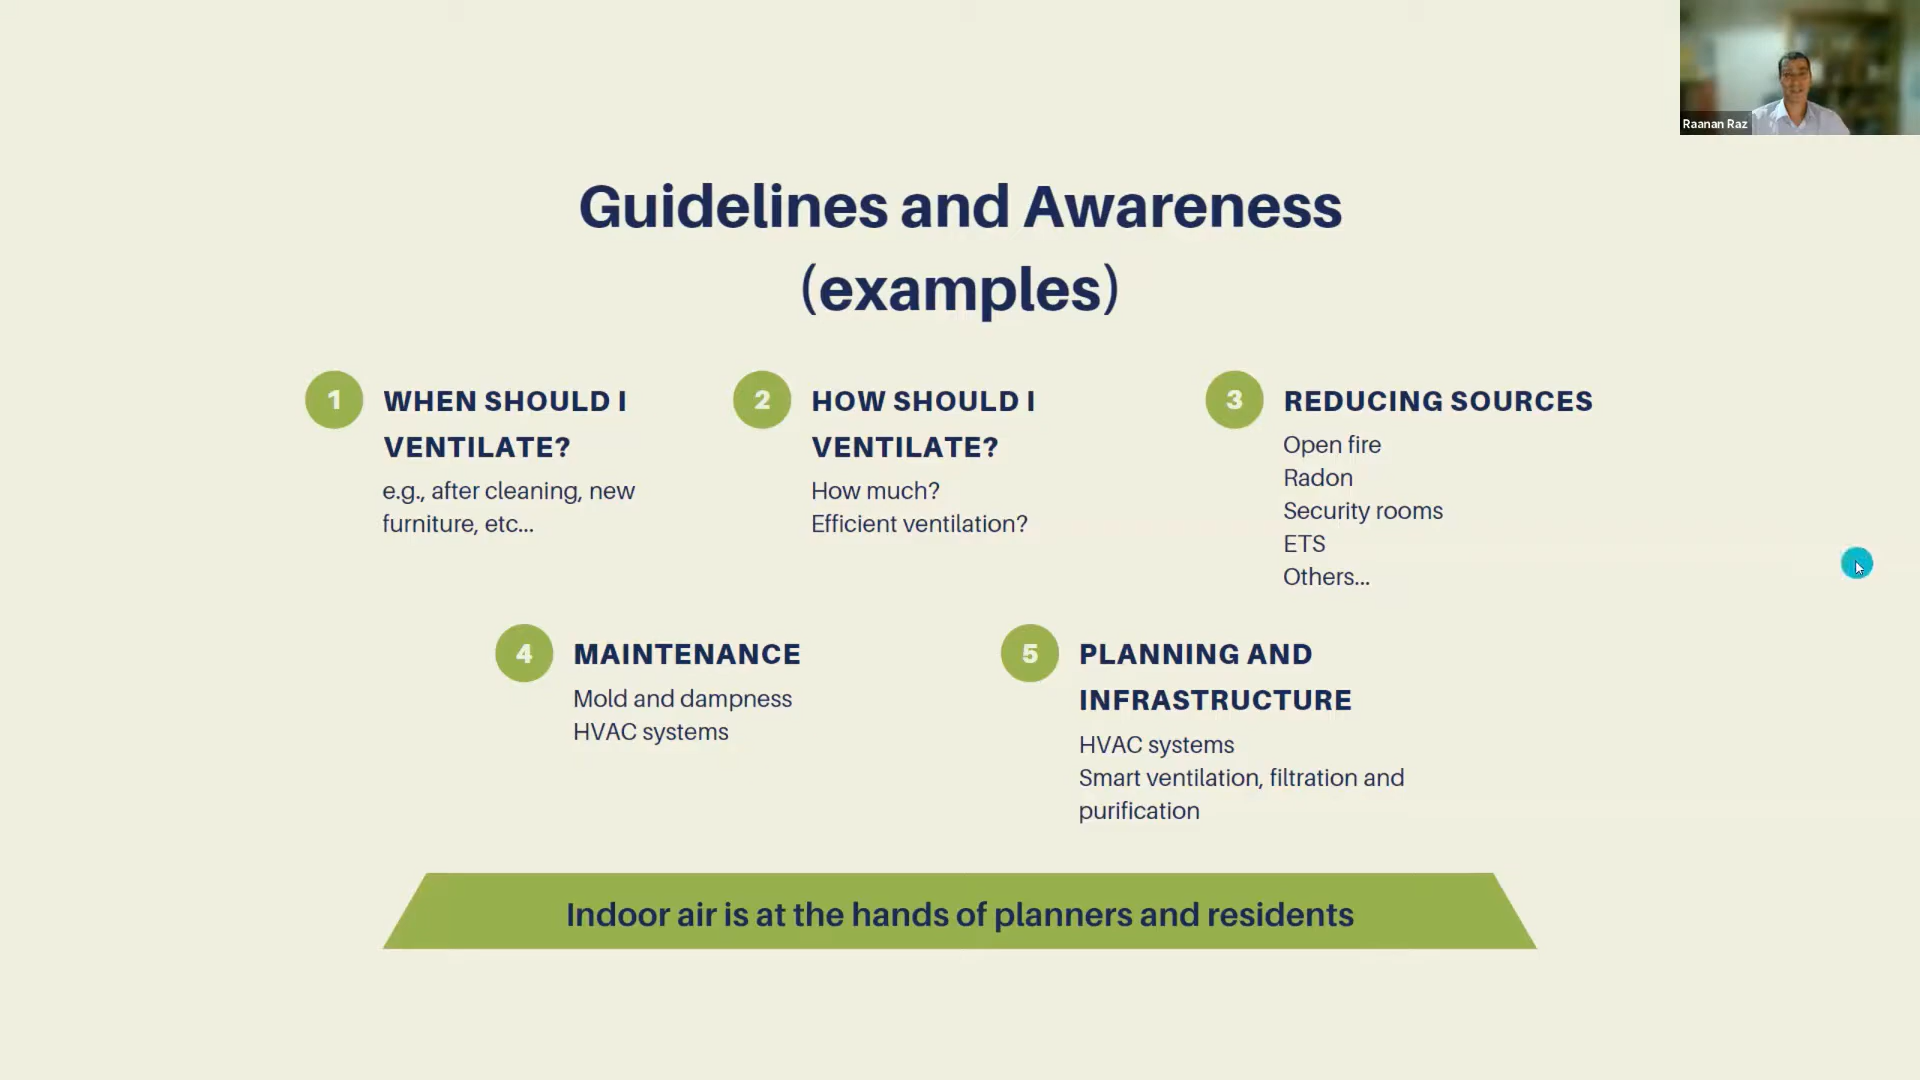 Raanan Raz
Guidelines and Awareness
(examples)
1
WHEN SHOULD I
VENTILATE?
e.g., after cleaning, new
furniture, etc...
2
HOW SHOULD I
VENTILATE?
How much?
Efficient ventilation?
3
REDUCING SOURCES
Open fire
Radon
Security rooms
ETS
Others...
4
MAINTENANCE
Mold and dampness
HVAC systems
5
PLANNING AND
INFRASTRUCTURE
HVAC systems
Smart ventilation, filtration and
purification
Indoor air is at the hands of planners and residents